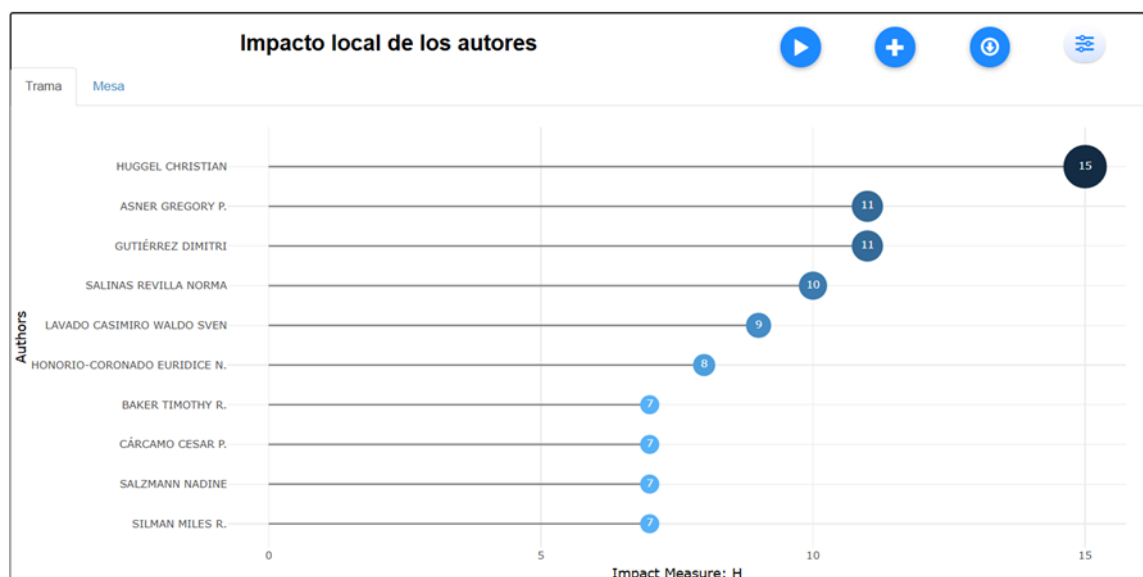 Impacto local de los autores
Trama
Mesa
HUGGEL CHRISTIAN
15
ASNER GREGORY P.
11
GUTIÉRREZ DIMITRI
11
SALINAS REVILLA NORMA
10
LAVADO CASIMIRO WALDO SVEN
9
HONORIO-CORONADO EURIDICE N.
8
BAKER TIMOTHY R.
7
CÁRCAMO CESAR P.
7
SALZMANN NADINE
7
SILMAN MILES R.
7
Authors
0
5
10
15
Impact Measure: H